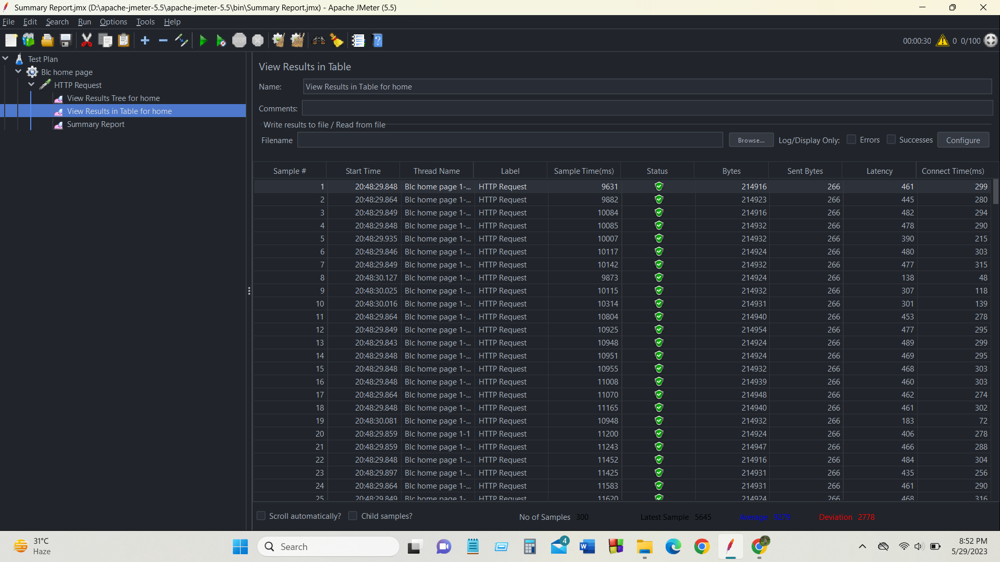 Summary Report.jmx (D:\apache-jmeter-5.5\apache-jmeter-5.5\bin\Summary Report.jmx) - Apache JMeter (5.5)
File Edit Search Run Options Tools Help
STOP 00:00:30 0 0/100
Test Plan
Blc home page
HTTP Request
View Results Tree for home
View Results in Table for home
Summary Report
View Results in Table
Name: View Results in Table for home
Comments:
Write results to file / Read from file
Filename Browse... Log/Display Only: Errors Successes Configure
Sample # Start Time Thread Name Label Sample Time(ms) Status Bytes Sent Bytes Latency Connect Time(ms)
1 20:48:29.848 Blc home page 1-... HTTP Request 9631 214916 266 461 299
2 20:48:29.864 Blc home page 1-... HTTP Request 9882 214923 266 445 280
3 20:48:29.849 Blc home page 1-... HTTP Request 10084 214916 266 482 294
4 20:48:29.848 Blc home page 1-... HTTP Request 10085 214932 266 478 290
5 20:48:29.935 Blc home page 1-... HTTP Request 10007 214932 266 390 215
6 20:48:29.846 Blc home page 1-... HTTP Request 10117 214924 266 480 303
7 20:48:29.849 Blc home page 1-... HTTP Request 10142 214932 266 477 315
8 20:48:30.127 Blc home page 1-... HTTP Request 9873 214924 266 138 48
9 20:48:30.025 Blc home page 1-... HTTP Request 10115 214932 266 307 118
10 20:48:30.016 Blc home page 1-... HTTP Request 10314 214931 266 301 139
11 20:48:29.864 Blc home page 1-... HTTP Request 10804 214940 266 453 278
12 20:48:29.849 Blc home page 1-... HTTP Request 10925 214954 266 477 295
13 20:48:29.843 Blc home page 1-... HTTP Request 10948 214924 266 489 299
14 20:48:29.848 Blc home page 1-... HTTP Request 10951 214924 266 469 295
15 20:48:29.848 Blc home page 1-... HTTP Request 10955 214932 266 468 303
16 20:48:29.848 Blc home page 1-... HTTP Request 11008 214939 266 460 303
17 20:48:29.864 Blc home page 1-... HTTP Request 11070 214948 266 462 274
18 20:48:29.848 Blc home page 1-... HTTP Request 11165 214940 266 461 302
19 20:48:30.081 Blc home page 1-... HTTP Request 10948 214932 266 183 72
20 20:48:29.859 Blc home page 1-1 HTTP Request 11200 214924 266 406 278
21 20:48:29.859 Blc home page 1-... HTTP Request 11243 214947 266 466 288
22 20:48:29.848 Blc home page 1-... HTTP Request 11452 214916 266 484 304
23 20:48:29.897 Blc home page 1-... HTTP Request 11425 214931 266 435 256
24 20:48:29.864 Blc home page 1-... HTTP Request 11583 214931 266 461 290
25 20:48:29.849 Blc home page 1-... HTTP Request 11620 214924 266 468 316
Scroll automatically? Child samples? No of Samples 300 Latest Sample 5645 Average 9279 Deviation 2778
31°C
Haze
Search
4
8:52 PM
5/29/2023